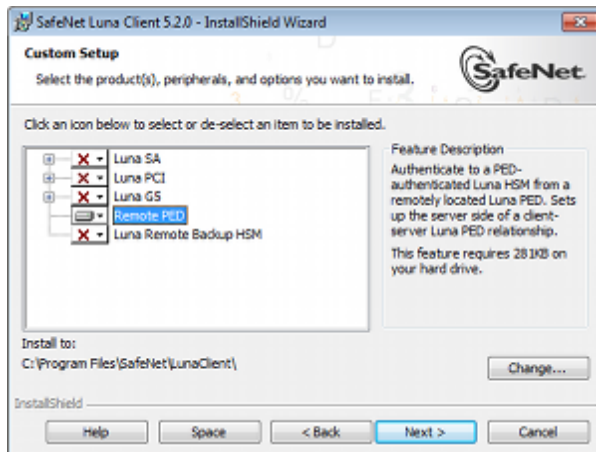 SafeNet Luna Client 5.2.0 - InstallShield Wizard
Custom Setup
Select the product(s), peripherals, and options you want to install.
SafeNet.
Click an icon below to select or de-select an item to be installed.
Luna SA
Luna PCI
Luna G5
Remote PED
Luna Remote Backup HSM
Feature Description
Authenticate to a PED-
authenticated Luna HSM from a
remotely located Luna PED. Sets
up the server side of a client-
server Luna PED relationship.
This feature requires 281KB on
your hard drive.
Install to:
C:\Program Files\SafeNet\LunaClient\
Change...
InstallShield
Help
Space
< Back
Next >
Cancel